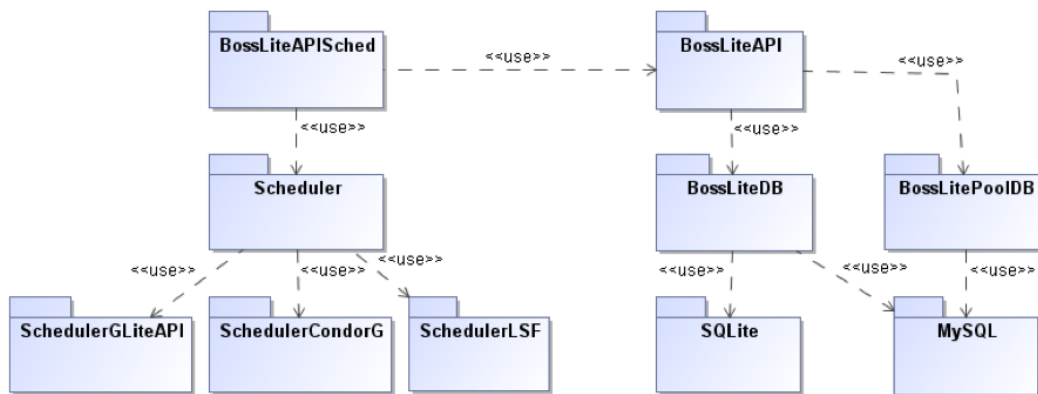 BossLiteAPISched
<<use>>
BossLiteAPI
<<use>>
<<use>>
<<use>>
Scheduler
BossLiteDB
BossLitePoolDB
<<use>>
<<use>>
<<use>>
<<use>>
<<use>>
<<use>>
SchedulerGLiteAPI
SchedulerCondorG
SchedulerLSF
SQLite
MySQL